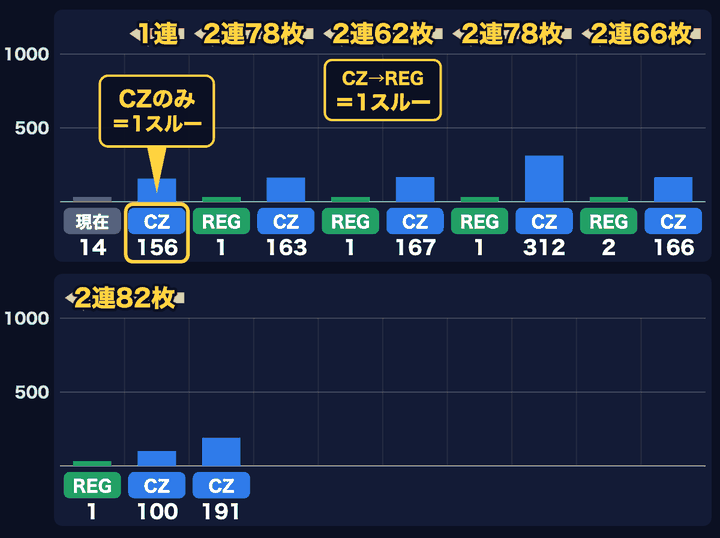 1連 2連78枚 2連62枚 2連78枚 2連66枚
1000
CZのみ
=1スルー
CZ→REG
=1スルー
500
現在 CZ REG CZ REG CZ REG CZ REG CZ
14 156 1 163 1 167 1 312 2 166
2連82枚
1000
500
REG CZ CZ
1 100 191